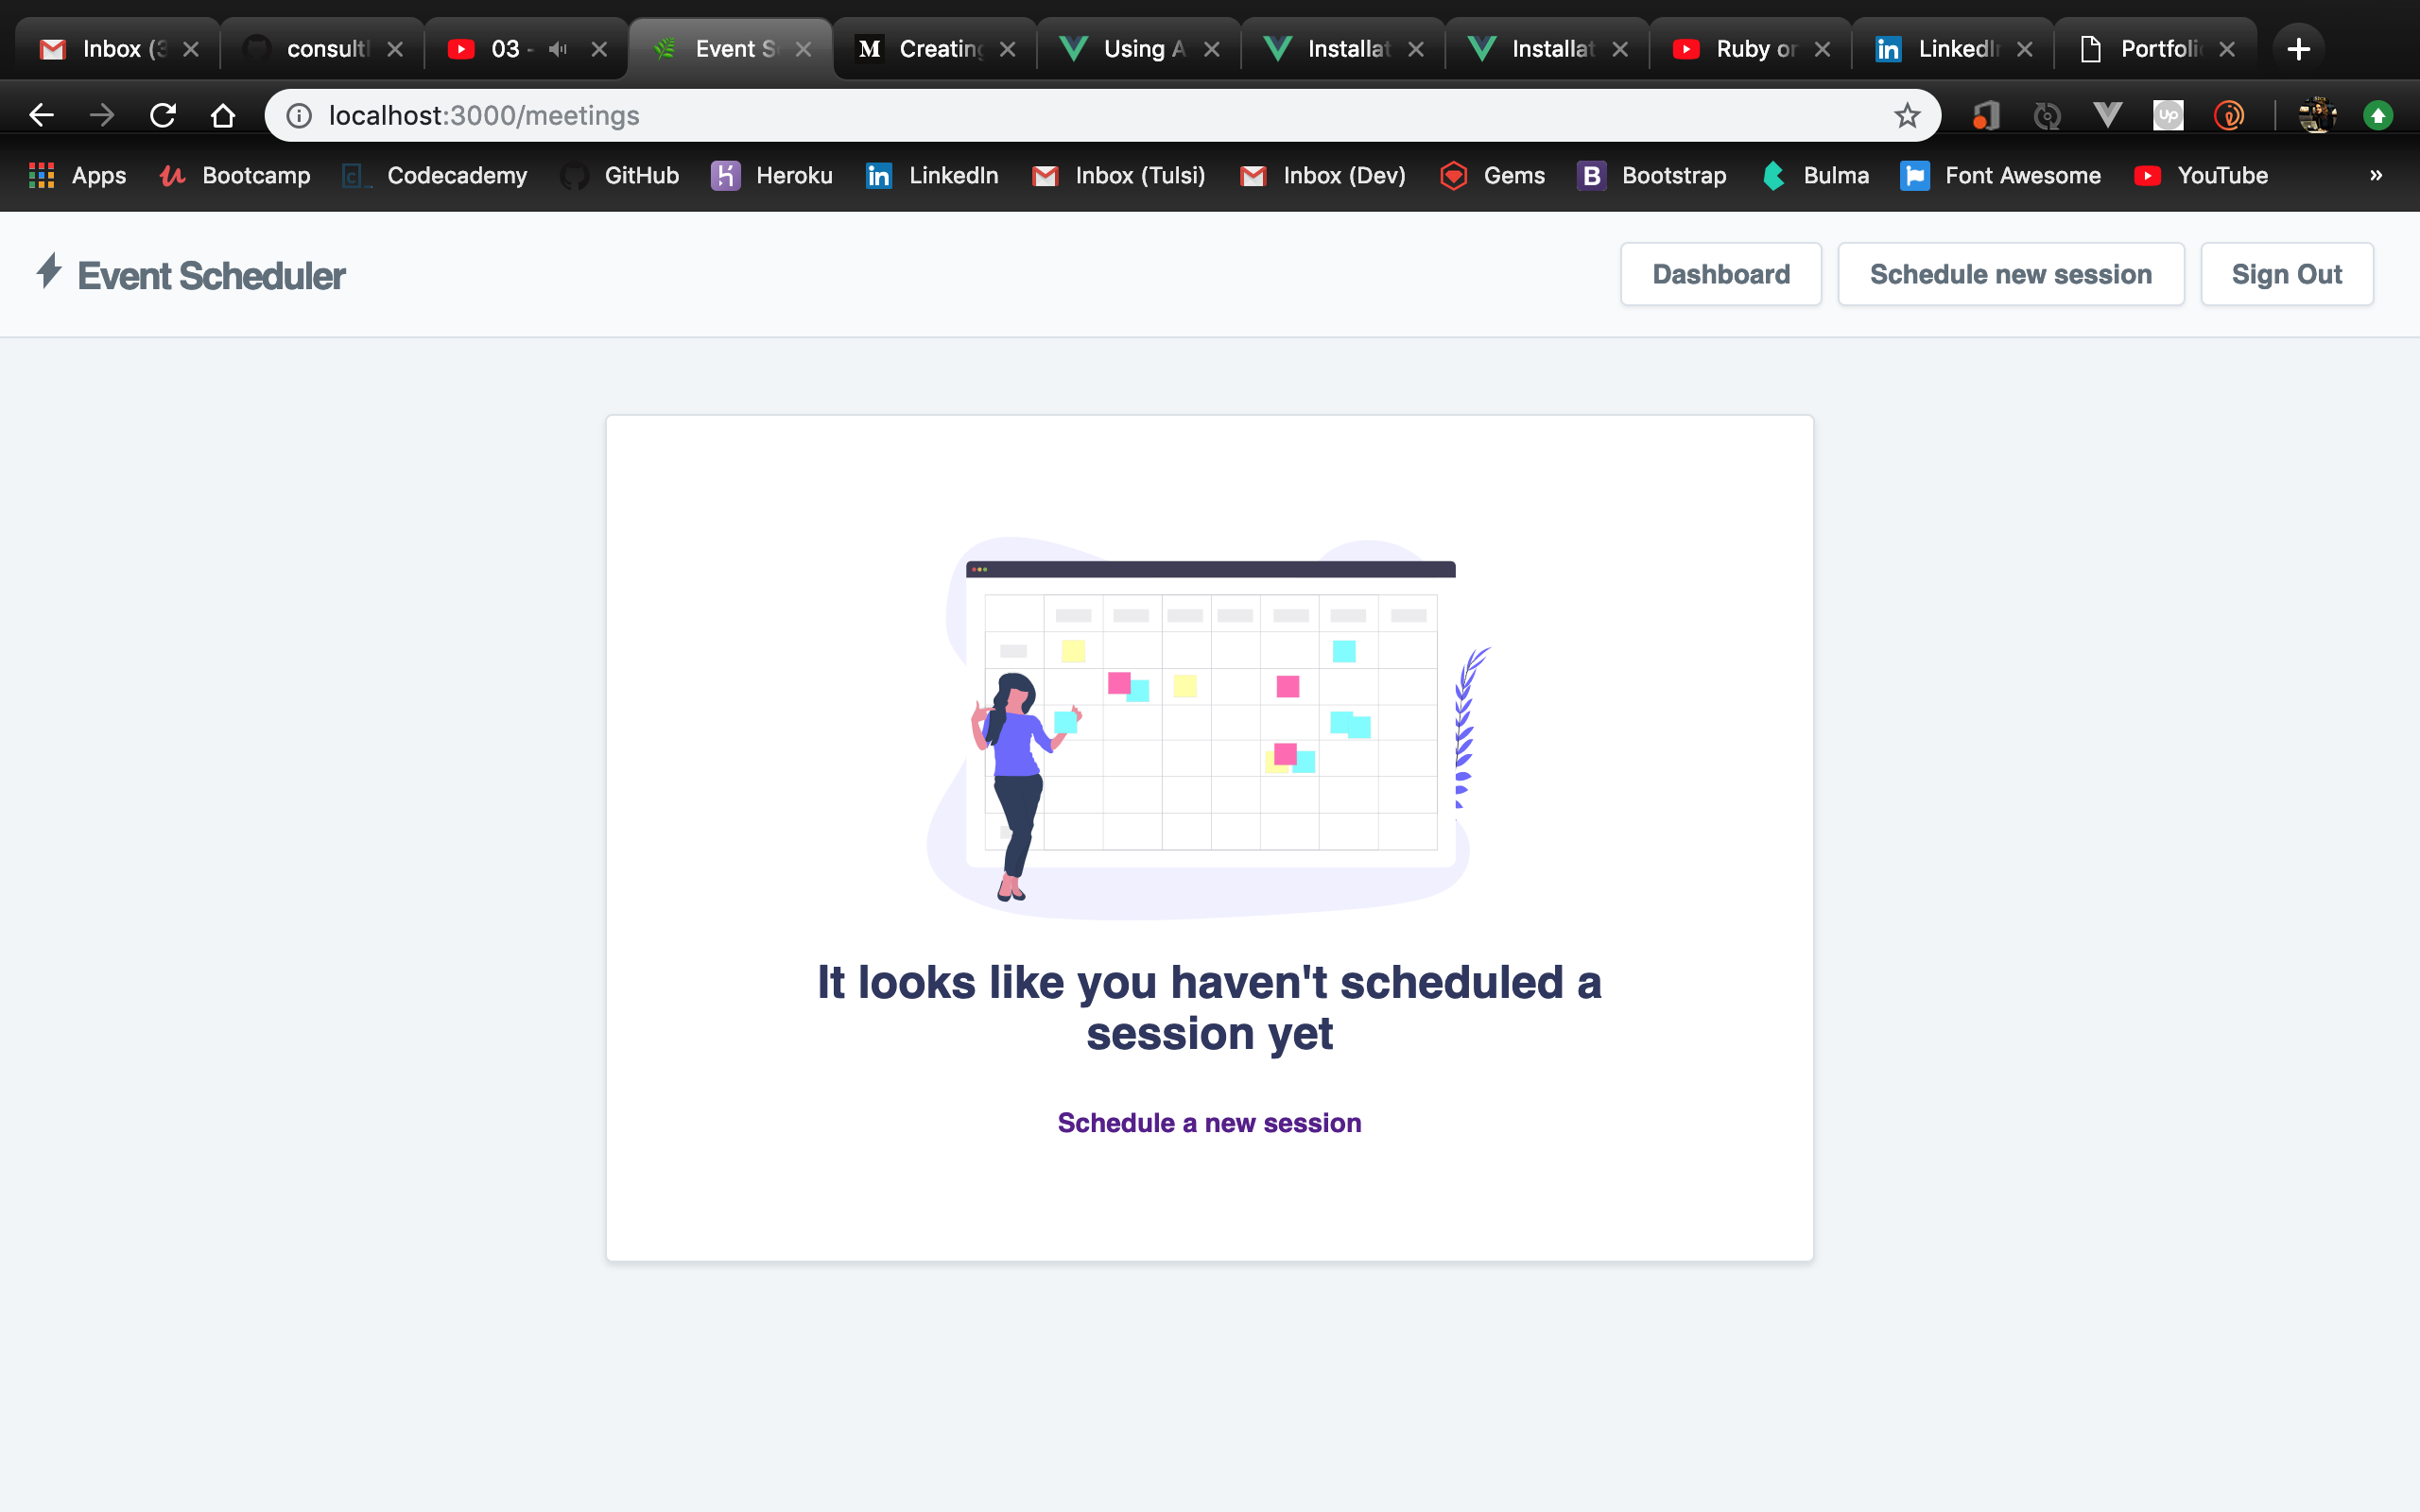 Inbox (3
consult
03 -
Event S
Creating
Using A
Installat
Installat
Ruby or
LinkedIn
Portfolio
localhost:3000/meetings
Apps
Bootcamp
Codecademy
GitHub
Heroku
LinkedIn
Inbox (Tulsi)
Inbox (Dev)
Gems
Bootstrap
Bulma
Font Awesome
YouTube
»
Event Scheduler
Dashboard
Schedule new session
Sign Out
It looks like you haven't scheduled a
session yet
Schedule a new session